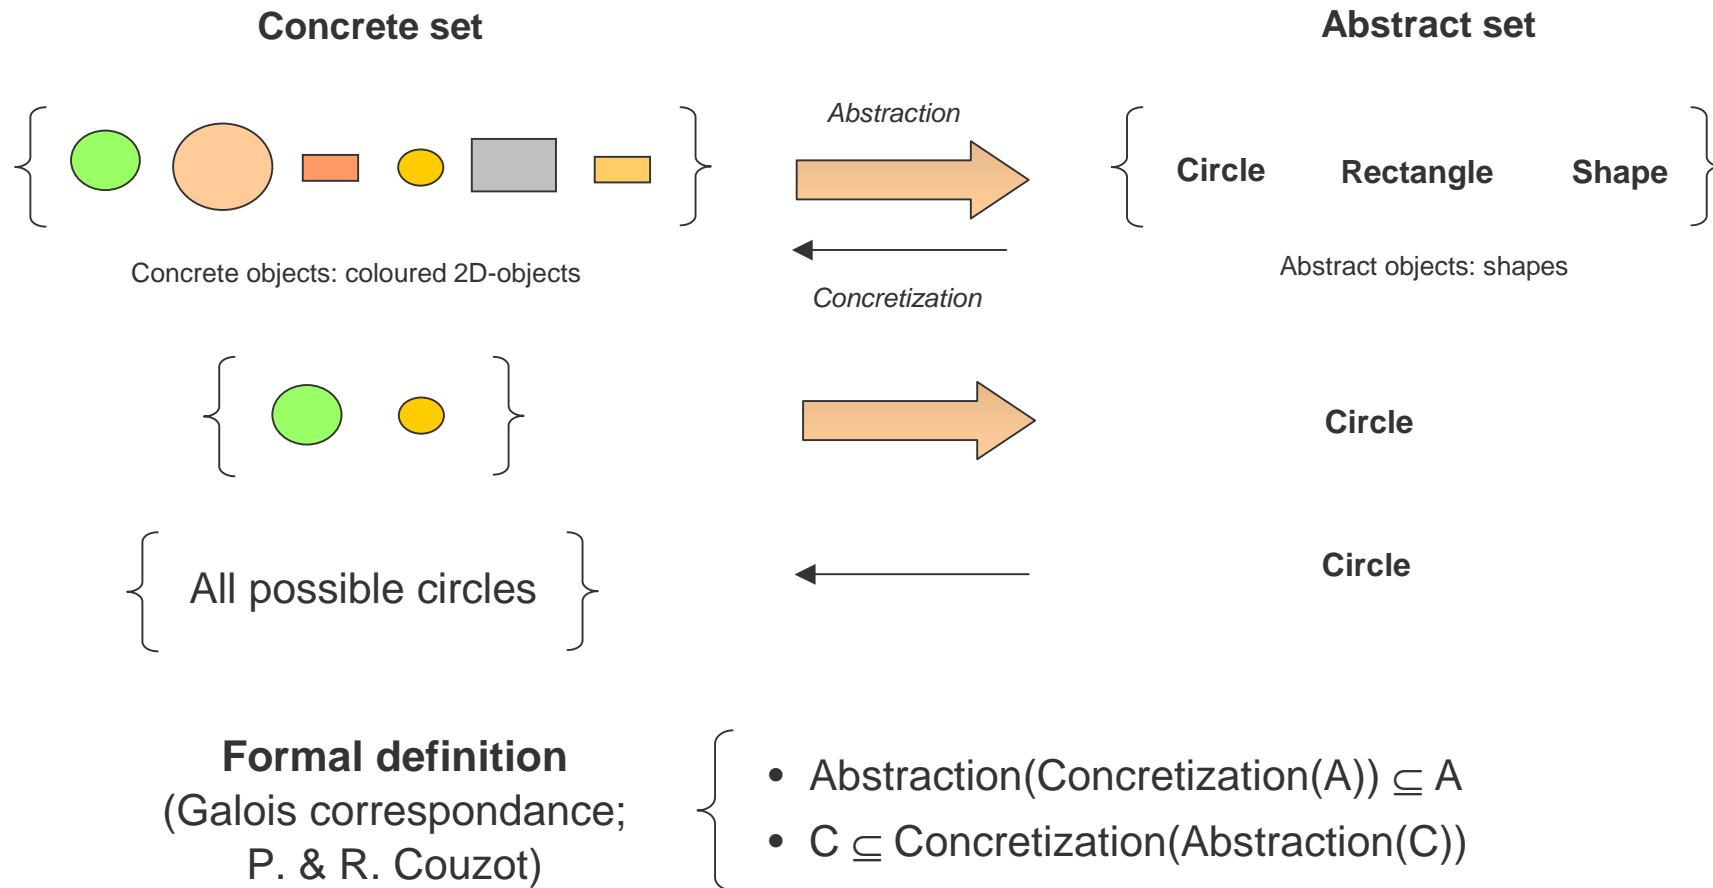 Concrete set
Abstract set
Abstraction
Circle Rectangle Shape
Concrete objects: coloured 2D-objects
Abstract objects: shapes
Concretization
Circle
All possible circles
Circle
Formal definition
(Galois correspondance;
P. & R. Couzot)
• Abstraction(Concretization(A)) ⊆ A
• C ⊆ Concretization(Abstraction(C))